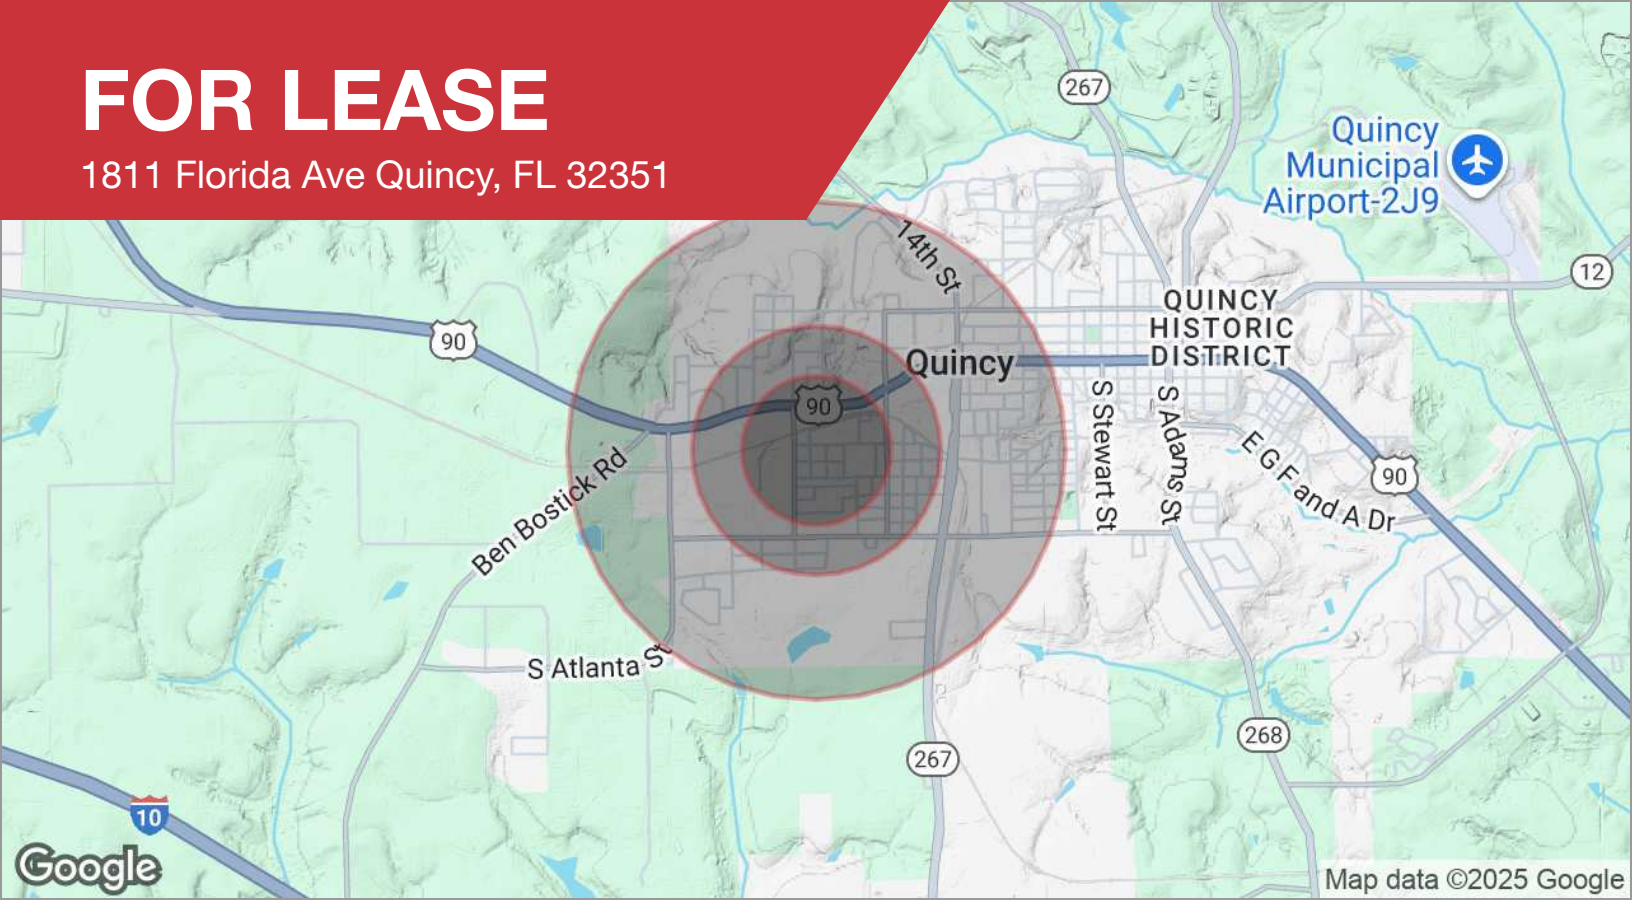 FOR LEASE
1811 Florida Ave Quincy, FL 32351
267
Quincy
Municipal
Airport-2J9
14th St
12
QUINCY
HISTORIC
DISTRICT
90
Quincy
90
S Stewart St
S Adams St
E G F and A Dr
90
Ben Bostick Rd
S Atlanta St
268
267
10
Google
Map data ©2025 Google